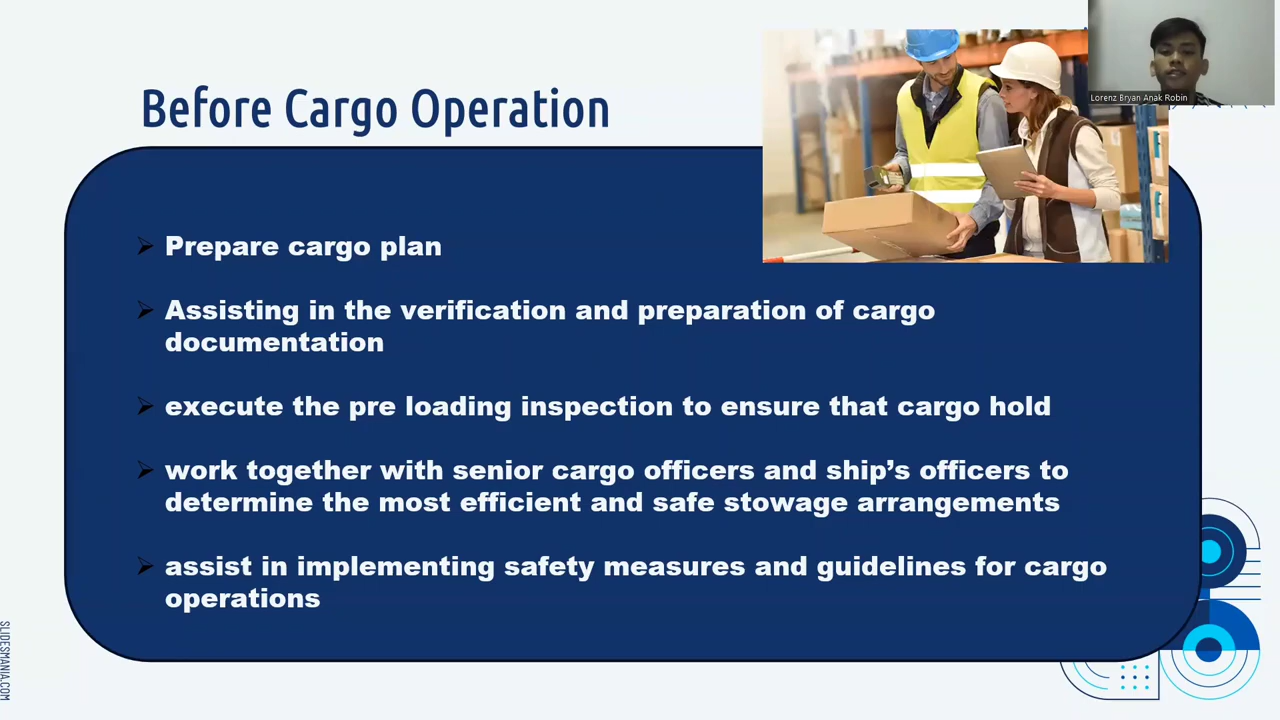 Before Cargo Operation
Lorenz Bryan Anak Robin
Prepare cargo plan
Assisting in the verification and preparation of cargo
documentation
execute the pre loading inspection to ensure that cargo hold
work together with senior cargo officers and ship’s officers to
determine the most efficient and safe stowage arrangements
assist in implementing safety measures and guidelines for cargo
operations
SLIDESMANIA.COM